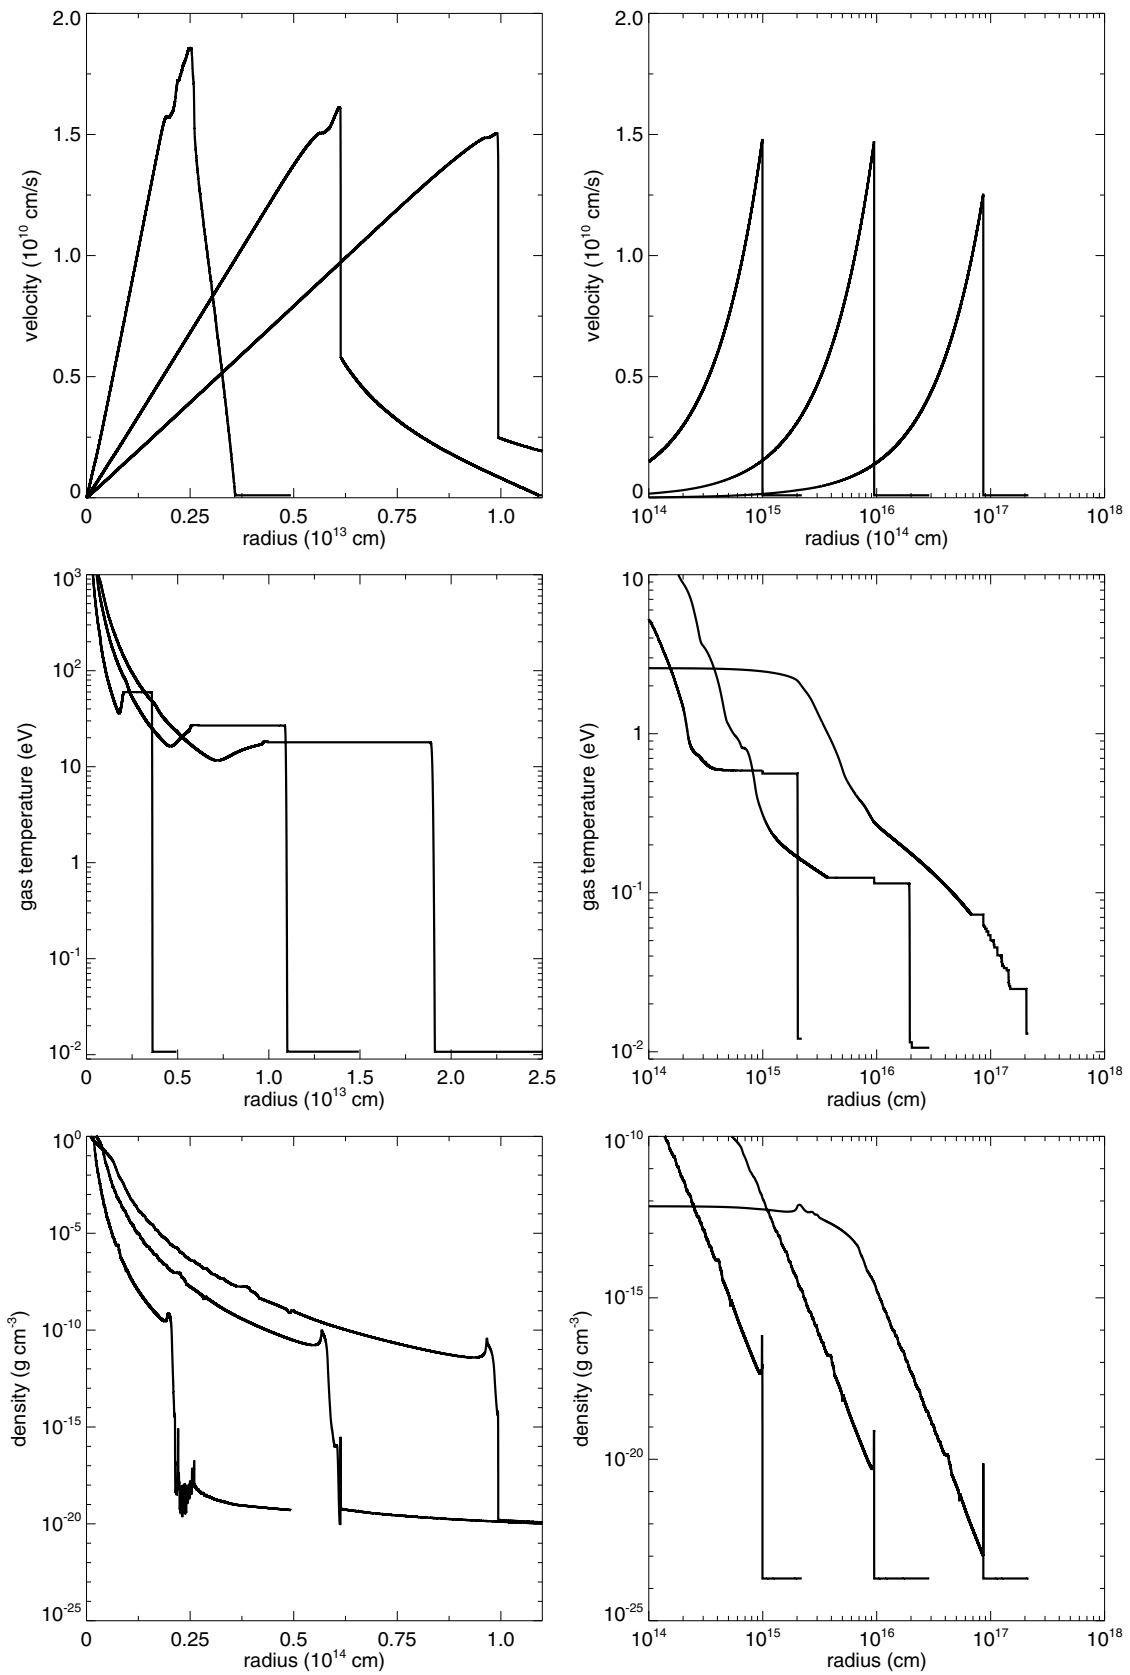 2.0
1.5
1.0
0.5
0
velocity (10¹⁰ cm/s)
0 0.25 0.5 0.75 1.0
radius (10¹³ cm)
2.0
1.5
1.0
0.5
0
velocity (10¹⁰ cm/s)
10¹⁴ 10¹⁵ 10¹⁶ 10¹⁷ 10¹⁸
radius (10¹⁴ cm)
10³
10²
10
1
10⁻¹
10⁻²
gas temperature (eV)
0 0.5 1.0 1.5 2.0 2.5
radius (10¹³ cm)
10
1
10⁻¹
10⁻²
gas temperature (eV)
10¹⁴ 10¹⁵ 10¹⁶ 10¹⁷ 10¹⁸
radius (cm)
10⁰
10⁻⁵
10⁻¹⁰
10⁻¹⁵
10⁻²⁰
10⁻²⁵
density (g cm⁻³)
0 0.25 0.5 0.75 1.0
radius (10¹⁴ cm)
10⁻¹⁰
10⁻¹⁵
10⁻²⁰
10⁻²⁵
density (g cm⁻³)
10¹⁴ 10¹⁵ 10¹⁶ 10¹⁷ 10¹⁸
radius (cm)